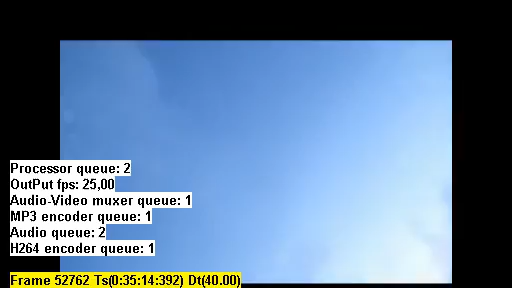 Processor queue: 2
OutPut fps: 25,00
Audio-Video muxer queue: 1
MP3 encoder queue: 1
Audio queue: 2
H264 encoder queue: 1
Frame 52762 Ts(0:35:14:392) Dt(40.00)